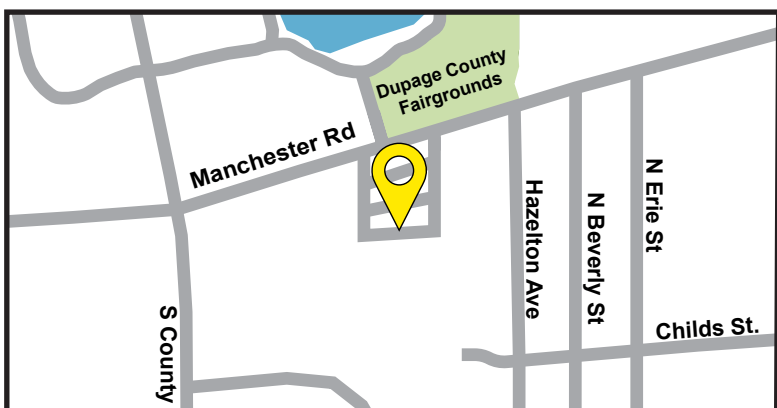 Dupage County
Fairgrounds
Manchester Rd
Hazelton Ave
N Beverly St
N Erie St
S County
Childs St.